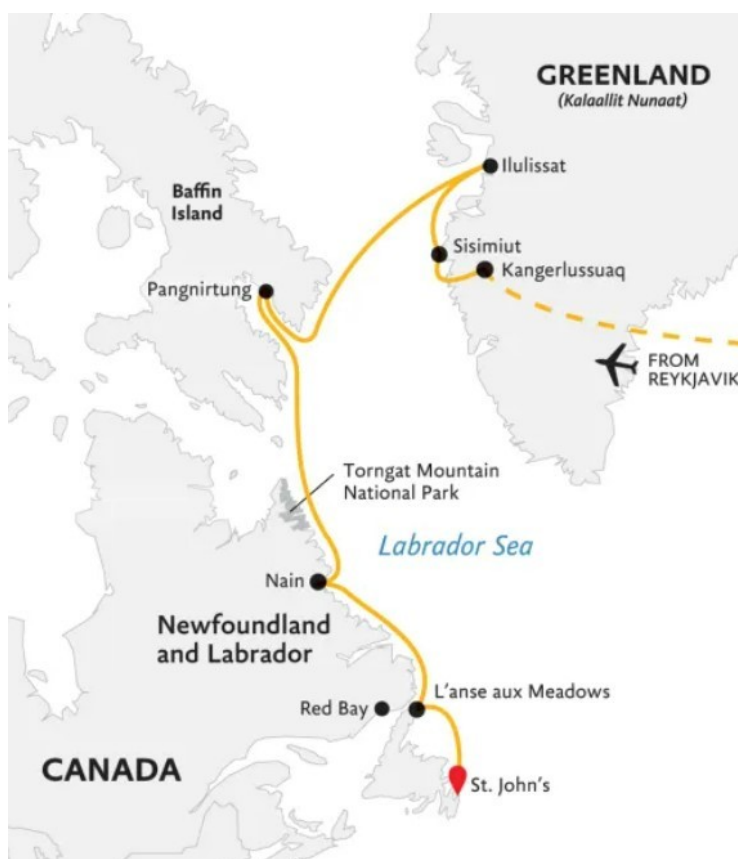 GREENLAND
(Kalaallit Nunaat)
Ilulissat
Baffin
Island
Sisimiut
Kangerlussuaq
Pangnirtung
FROM
REYKJAVIK
Torngat Mountain
National Park
Labrador Sea
Nain
Newfoundland
and Labrador
L'anse aux Meadows
Red Bay
CANADA
St. John's